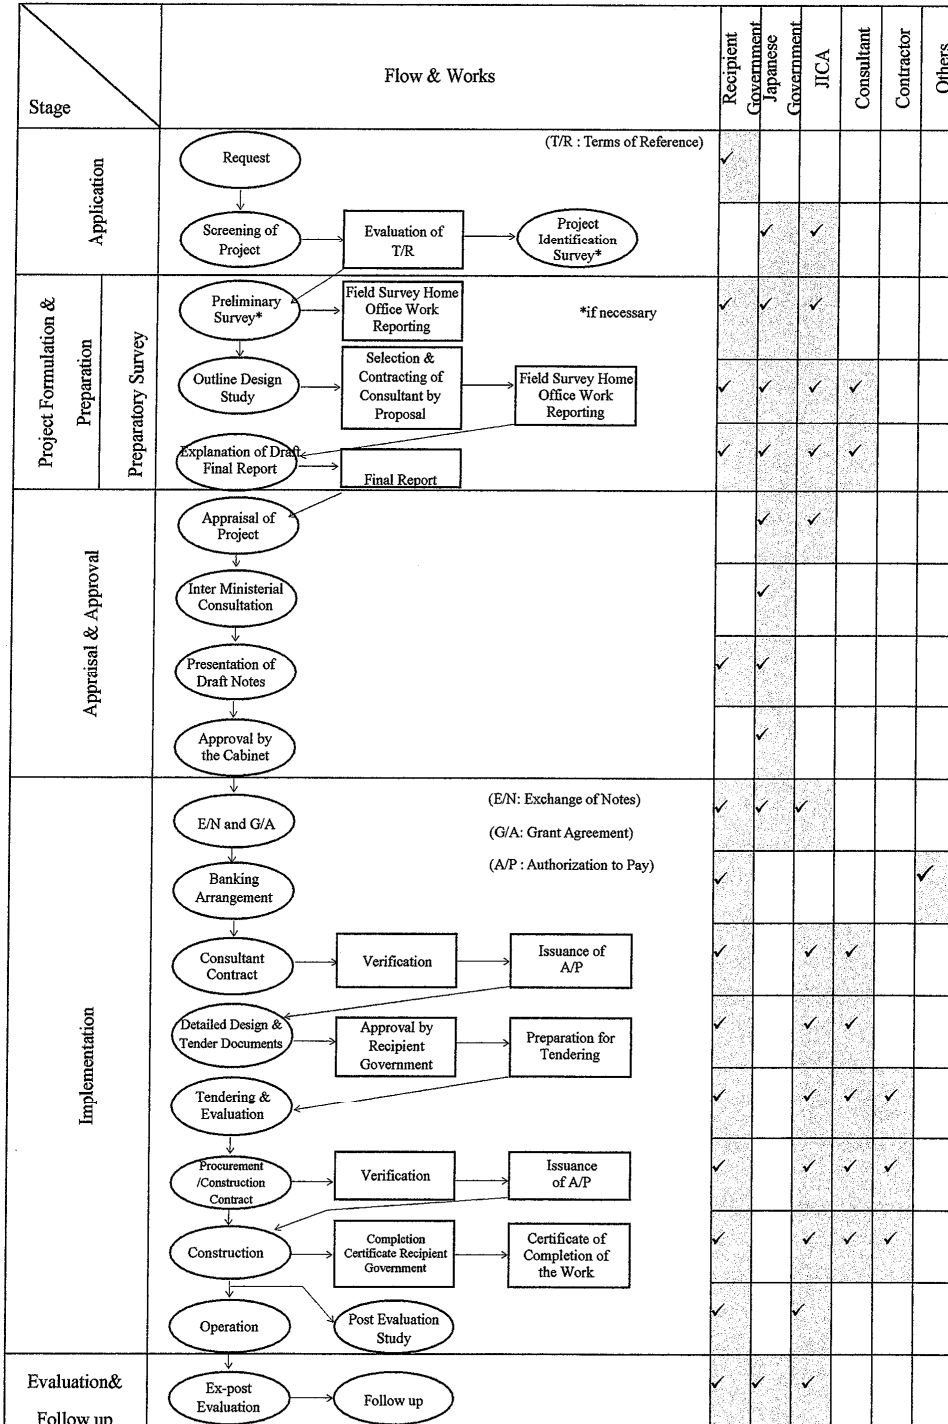 Stage
Flow & Works
Recipient
Government
Japanese
Government
JICA
Consultant
Contractor
Others
Application
Request
(T/R : Terms of Reference)
✓
Screening of
Project
Evaluation of
T/R
Project
Identification
Survey*
✓ ✓
Project Formulation &
Preparation
Preparatory Survey
Preliminary
Survey*
Field Survey Home
Office Work
Reporting
*if necessary
✓ ✓ ✓
Outline Design
Study
Selection &
Contracting of
Consultant by
Proposal
Field Survey Home
Office Work
Reporting
✓ ✓ ✓ ✓
Explanation of Draft
Final Report
Final Report
✓ ✓ ✓ ✓
Appraisal & Approval
Appraisal of
Project
✓ ✓
Inter Ministerial
Consultation
✓
Presentation of
Draft Notes
✓ ✓
Approval by
the Cabinet
✓
Implementation
E/N and G/A
(E/N: Exchange of Notes)
(G/A: Grant Agreement)
(A/P : Authorization to Pay)
✓ ✓ ✓
Banking
Arrangement
✓ ✓
Consultant
Contract
Verification
Issuance of
A/P
✓ ✓ ✓
Detailed Design &
Tender Documents
Approval by
Recipient
Government
Preparation for
Tendering
✓ ✓ ✓
Tendering &
Evaluation
✓ ✓ ✓ ✓
Procurement
/Construction
Contract
Verification
Issuance
of A/P
✓ ✓ ✓ ✓
Construction
Completion
Certificate Recipient
Government
Certificate of
Completion of
the Work
✓ ✓ ✓ ✓
Operation
Post Evaluation
Study
✓ ✓
Evaluation&
Follow up
Ex-post
Evaluation
Follow up
✓ ✓ ✓